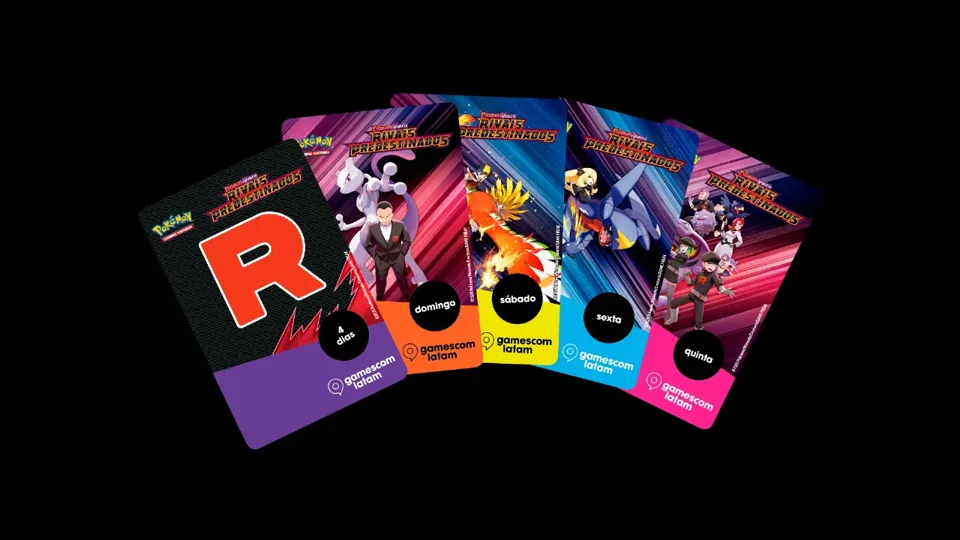 Pokémon
RIVAIS
PREDESTINADOS
R
4
dias
gamescom
latam
POKÉMON
RIVAIS
PREDESTINADOS
domingo
gamescom
latam
RIVAIS
PREDESTINADOS
sábado
gamescom
latam
RIVAIS
PREDESTINADOS
sexta
gamescom
latam
RIVAIS
PREDESTINADOS
R
quinta
gamescom
latam